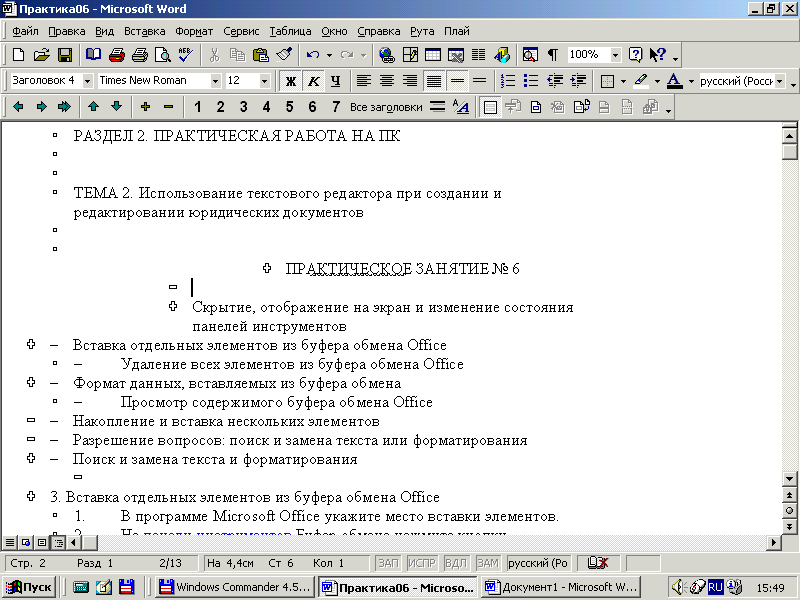 Практика06 - Microsoft Word
Файл Правка Вид Вставка Формат Сервис Таблица Окно Справка Рута Плай
100%
Заголовок 4 Times New Roman 12 Ж К Ч русский (Росс
1 2 3 4 5 6 7 Все заголовки
РАЗДЕЛ 2. ПРАКТИЧЕСКАЯ РАБОТА НА ПК
ТЕМА 2. Использование текстового редактора при создании и
редактировании юридических документов
ПРАКТИЧЕСКОЕ ЗАНЯТИЕ № 6
Скрытие, отображение на экран и изменение состояния
панелей инструментов
– Вставка отдельных элементов из буфера обмена Office
– Удаление всех элементов из буфера обмена Office
– Формат данных, вставляемых из буфера обмена
– Просмотр содержимого буфера обмена Office
– Накопление и вставка нескольких элементов
– Разрешение вопросов: поиск и замена текста или форматирования
– Поиск и замена текста и форматирования
3. Вставка отдельных элементов из буфера обмена Office
1. В программе Microsoft Office укажите место вставки элементов.
2. На панели инструментов Буфер обмена нажмите кнопку
Стр. 2 Разд 1 2/13 На 4,4см Ст 6 Кол 1 ЗАП ИСПР ВДЛ ЗАМ русский (Ро
Пуск Windows Commander 4.5... Практика06 - Microso... Документ1 - Microsoft W... RU 15:49